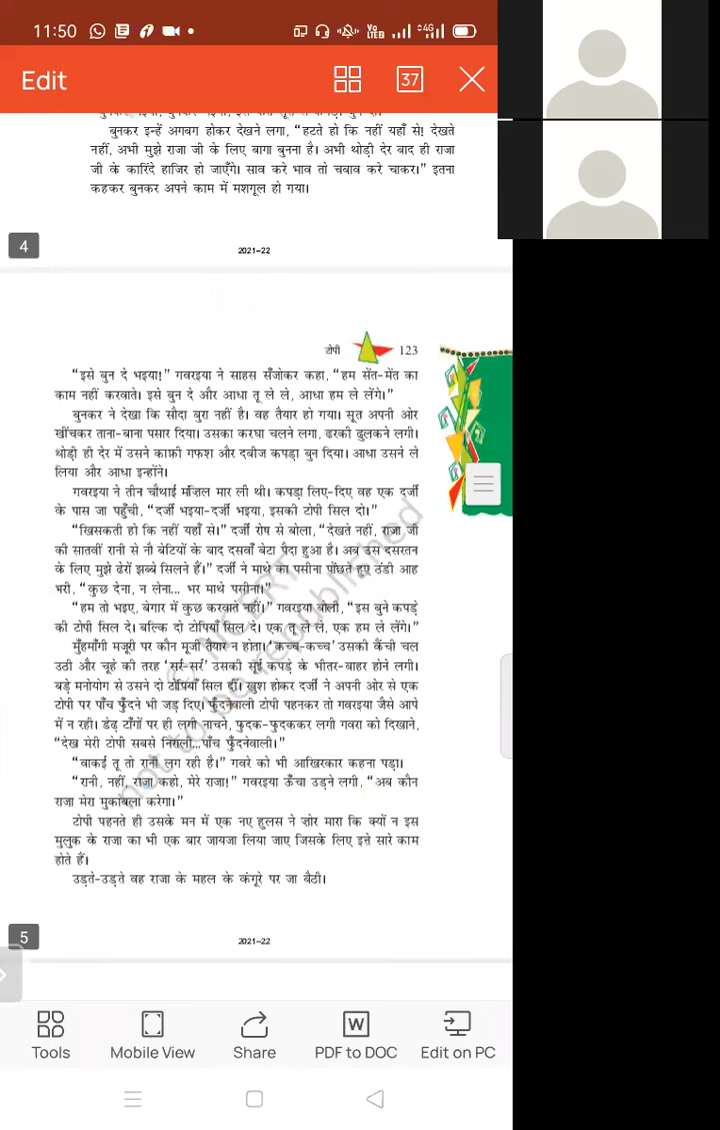 11:50
Vo
LTE2
4G
Edit
37
बुनकर इन्हें अगबग होकर देखने लगा, “हटते हो कि नहीं यहाँ से! देखते
नहीं, अभी मुझे राजा जी के लिए बागा बुनना है। अभी थोड़ी देर बाद ही राजा
जी के कारिंदे हाजिर हो जाएँगे। साव करे भाव तो चबाव करे चाकर।” इतना
कहकर बुनकर अपने काम में मशगूल हो गया।
4
2021–22
टोपी 123
“इसे बुन दे भइया!” गवरइया ने साहस सँजोकर कहा, “हम सेंत-मेंत का
काम नहीं करवाते। इसे बुन दे और आधा तू ले ले, आधा हम ले लेंगे।”
बुनकर ने देखा कि सौदा बुरा नहीं है। वह तैयार हो गया। सूत अपनी ओर
खींचकर ताना-बाना पसार दिया। उसका करघा चलने लगा, ढरकी ढुलकने लगी।
थोड़ी ही देर में उसने काफ़ी गफश और दबीज कपड़ा बुन दिया। आधा उसने ले
लिया और आधा इन्होंने।
गवरइया ने तीन चौथाई मंजिल मार ली थी। कपड़ा लिए-दिए वह एक दर्ज़ी
के पास जा पहुँची, “दर्ज़ी भइया-दर्ज़ी भइया, इसकी टोपी सिल दो।”
“खिसकती हो कि नहीं यहाँ से।” दर्ज़ी रोष से बोला, “देखते नहीं, राजा जी
की सातवीं रानी से नौ बेटियों के बाद दसवाँ बेटा पैदा हुआ है। अब उस दसरतन
के लिए मुझे ढेरों झब्बे सिलने हैं।” दर्ज़ी ने माथे का पसीना पोंछते हुए ठंडी आह
भरी, “कुछ देना, न लेना... भर माथे पसीना।”
“हम तो भइए, बेगार में कुछ करवाते नहीं।” गवरइया बोली, “इस बुने कपड़े
की टोपी सिल दे। बल्कि दो टोपियाँ सिल दे। एक तू ले ले, एक हम ले लेंगे।”
मुँहमाँगी मजूरी पर कौन मूजी तैयार न होता। ‘कच्च-कच्च’ उसकी कैंची चल
उठी और चूहे की तरह ‘सर्र-सर्र’ उसकी सूई कपड़े के भीतर-बाहर होने लगी।
बड़े मनोयोग से उसने दो टोपियाँ सिल दीं। खुश होकर दर्ज़ी ने अपनी ओर से एक
टोपी पर पाँच फुँदने भी जड़ दिए। फुँदनेवाली टोपी पहनकर तो गवरइया जैसे आपे
में न रही। डेढ़ टाँगों पर ही लगी नाचने, फुदक-फुदककर लगी गवरा को दिखाने,
“देख मेरी टोपी सबसे निराली...पाँच फुँदनेवाली।”
“वाकई तू तो रानी लग रही है।” गवरे को भी आखिरकार कहना पड़ा।
“रानी, नहीं, राजा कहो, मेरे राजा!” गवरइया ऊँचा उड़ने लगी, “अब कौन
राजा मेरा मुकाबला करेगा।”
टोपी पहनते ही उसके मन में एक नए हुलस ने ज़ोर मारा कि क्यों न इस
मुलुक के राजा का भी एक बार जायजा लिया जाए जिसके लिए इत्ते सारे काम
होते हैं।
उड़ते-उड़ते वह राजा के महल के कंगूरे पर जा बैठी।
© NCERT
not to be republished
5
2021–22
Tools
Mobile View
Share
PDF to DOC
Edit on PC